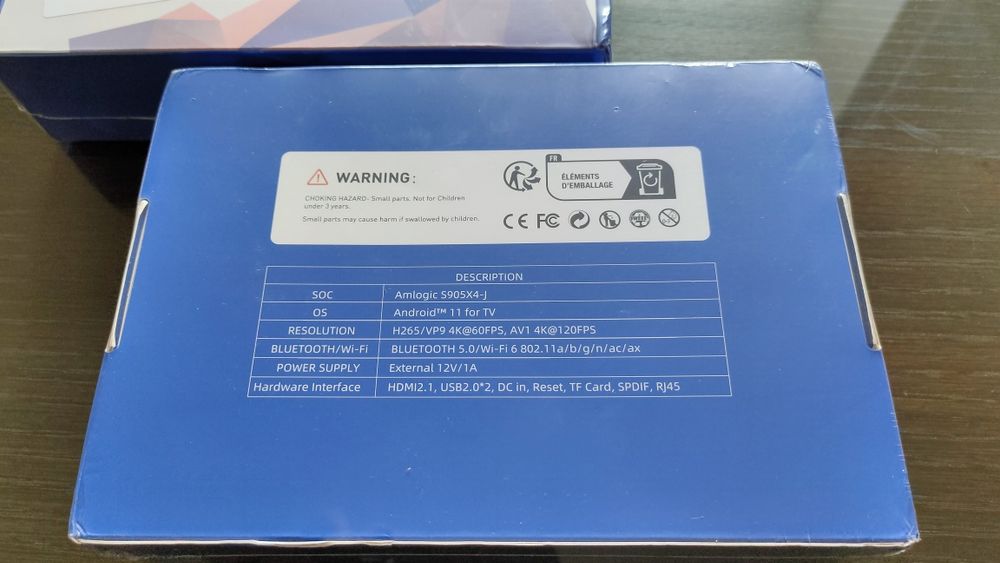 WARNING:
CHOKING HAZARD- Small parts. Not for Children
under 3 years.
Small parts may cause harm if swallowed by children.
FR
ÉLÉMENTS
D'EMBALLAGE
CE FC
DESCRIPTION
SOC Amlogic S905X4-J
OS Android™ 11 for TV
RESOLUTION H265/VP9 4K@60FPS, AV1 4K@120FPS
BLUETOOTH/Wi-Fi BLUETOOTH 5.0/Wi-Fi 6 802.11a/b/g/n/ac/ax
POWER SUPPLY External 12V/1A
Hardware Interface HDMI2.1, USB2.0*2, DC in, Reset, TF Card, SPDIF, RJ45